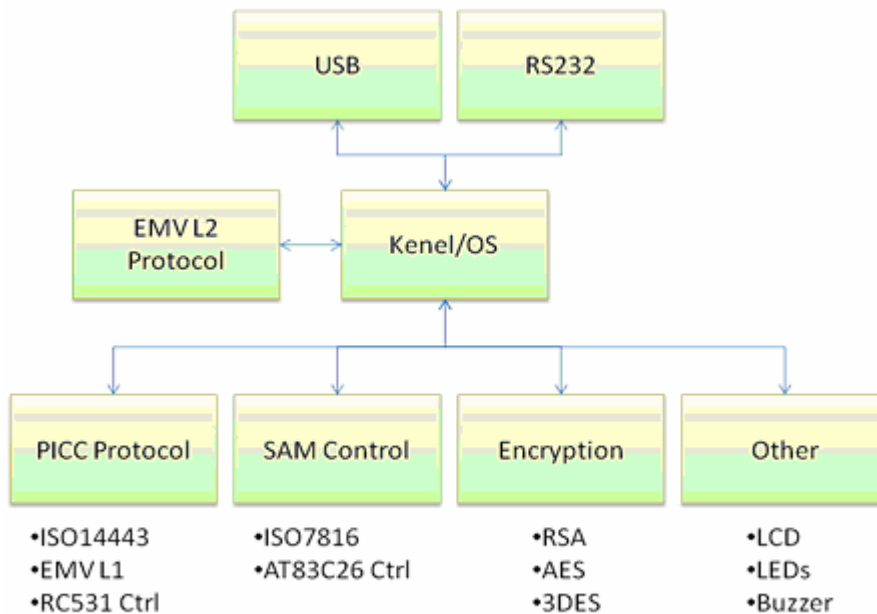 USB
RS232
EMV L2
Protocol
Kenel/OS
PICC Protocol
SAM Control
Encryption
Other
•ISO14443
•EMV L1
•RC531 Ctrl
•ISO7816
•AT83C26 Ctrl
•RSA
•AES
•3DES
•LCD
•LEDs
•Buzzer